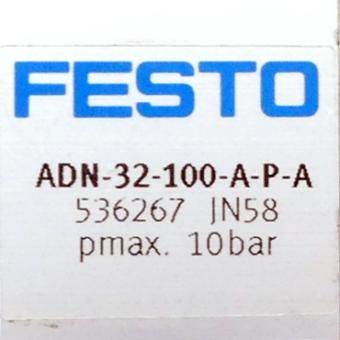 FESTO
ADN-32-100-A-P-A
536267 JN58
pmax. 10bar